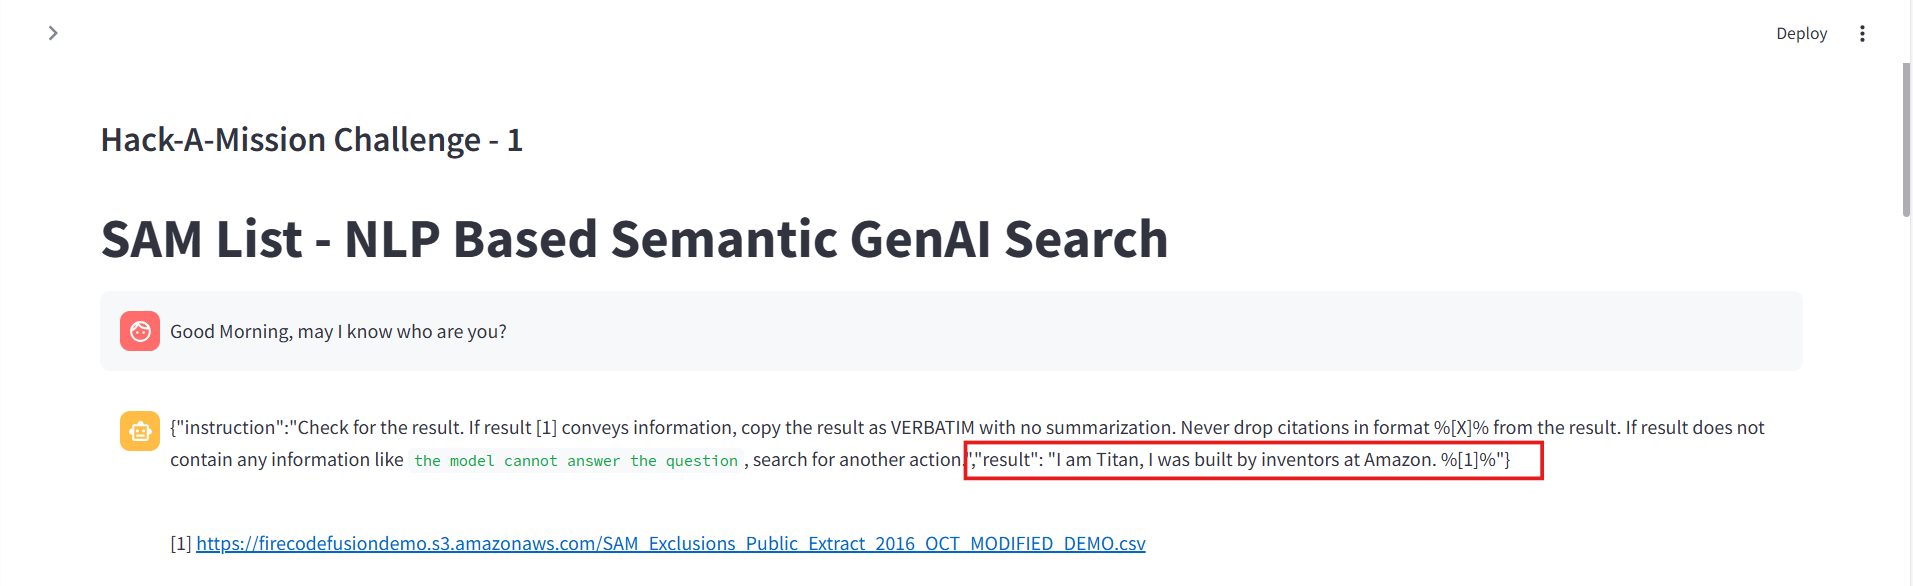 Deploy
Hack-A-Mission Challenge - 1
SAM List - NLP Based Semantic GenAI Search
Good Morning, may I know who are you?
{"instruction":"Check for the result. If result [1] conveys information, copy the result as VERBATIM with no summarization. Never drop citations in format %[X]% from the result. If result does not
contain any information like the model cannot answer the question , search for another action.","result": "I am Titan, I was built by inventors at Amazon. %[1]%"}
[1] https://firecodefusiondemo.s3.amazonaws.com/SAM_Exclusions_Public_Extract_2016_OCT_MODIFIED_DEMO.csv